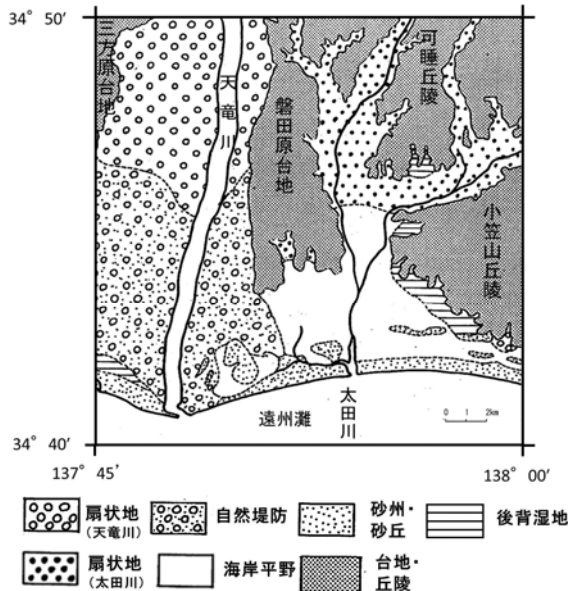 34° 50′
三方原台地
天竜川
磐田原台地
可睡丘陵
小笠山丘陵
太田川
遠州灘
0 1 2km
34° 40′
137° 45′
138° 00′
扇状地
(天竜川)
自然堤防
砂州・
砂丘
後背湿地
扇状地
(太田川)
海岸平野
台地・
丘陵